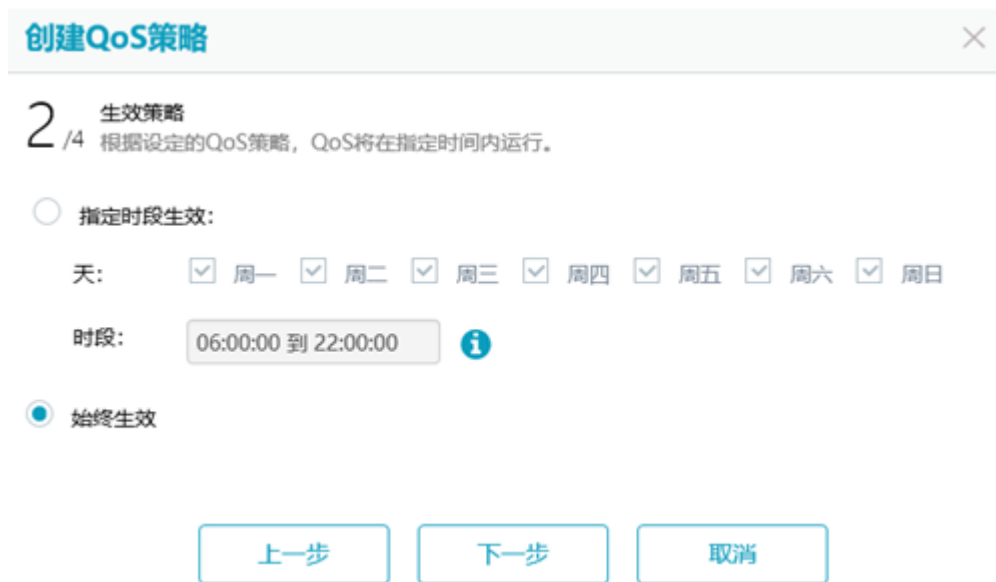 创建QoS策略
2/4 生效策略
根据设定的QoS策略，QoS将在指定时间内运行。
指定时段生效：
天： 周一 周二 周三 周四 周五 周六 周日
时段： 06:00:00 到 22:00:00
始终生效
上一步 下一步 取消